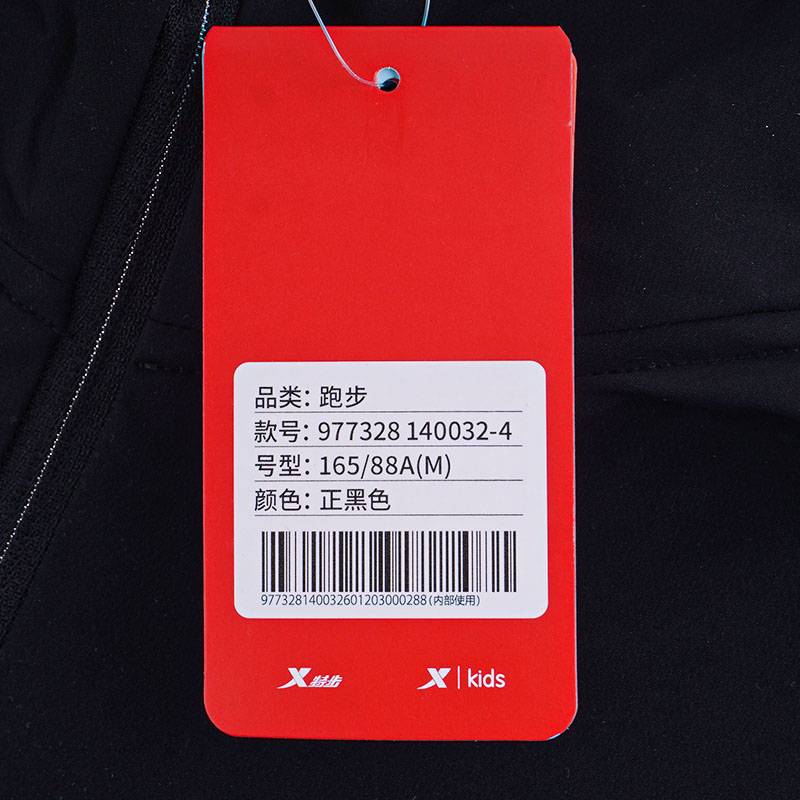 品类：跑步
款号：977328 140032-4
号型：165/88A(M)
颜色：正黑色
977328140032601203000288(内部使用)
X特步 X | kids